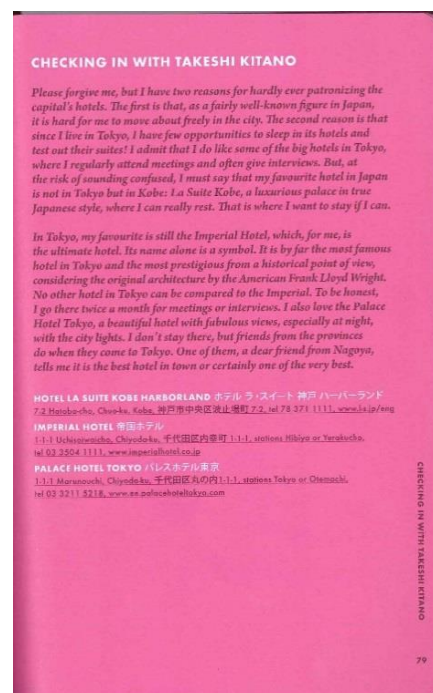 CHECKING IN WITH TAKESHI KITANO
Please forgive me, but I have two reasons for hardly ever patronizing the
capital's hotels. The first is that, as a fairly well-known figure in Japan,
it is hard for me to move about freely in the city. The second reason is that
since I live in Tokyo, I have few opportunities to sleep in its hotels and
test out their suites! I admit that I do like some of the big hotels in Tokyo,
where I regularly attend meetings and often give interviews. But, at
the risk of sounding confused, I must say that my favourite hotel in Japan
is not in Tokyo but in Kobe: La Suite Kobe, a luxurious palace in true
Japanese style, where I can really rest. That is where I want to stay if I can.
In Tokyo, my favourite is still the Imperial Hotel, which, for me, is
the ultimate hotel. Its name alone is a symbol. It is by far the most famous
hotel in Tokyo and the most prestigious from a historical point of view,
considering the original architecture by the American Frank Lloyd Wright.
No other hotel in Tokyo can be compared to the Imperial. To be honest,
I go there twice a month for meetings or interviews. I also love the Palace
Hotel Tokyo, a beautiful hotel with fabulous views, especially at night,
with the city lights. I don't stay there, but friends from the provinces
do when they come to Tokyo. One of them, a dear friend from Nagoya,
tells me it is the best hotel in town or certainly one of the very best.
HOTEL LA SUITE KOBE HARBORLAND ホテル ラ・スイート 神戸 ハーバーランド
7-2 Hatoba-cho, Chuo-ku, Kobe, 神戸市中央区波止場町 7-2, tel 78 371 1111, www.l-s.jp/eng
IMPERIAL HOTEL 帝国ホテル
1-1-1 Uchisaiwaicho, Chiyoda-ku, 千代田区内幸町 1-1-1, stations Hibiya or Yurakucho,
tel 03 3504 1111, www.imperialhotel.co.jp
PALACE HOTEL TOKYO パレスホテル東京
1-1-1 Marunouchi, Chiyoda-ku, 千代田区丸の内1-1-1, stations Tokyo or Otemachi,
tel 03 3211 5218, www.en.palacehoteltokyo.com
CHECKING IN WITH TAKESHI KITANO
79